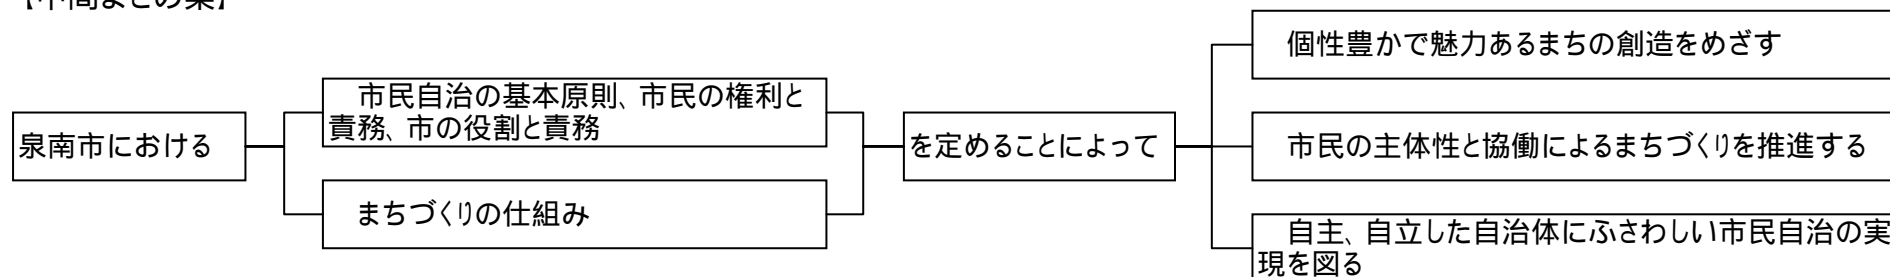 【中間まとめ案】
個性豊かで魅力あるまちの創造をめざす
市民自治の基本原則、市民の権利と
責務、市の役割と責務
泉南市における
を定めることによって
市民の主体性と協働によるまちづくりを推進する
まちづくりの仕組み
自主、自立した自治体にふさわしい市民自治の実
現を図る